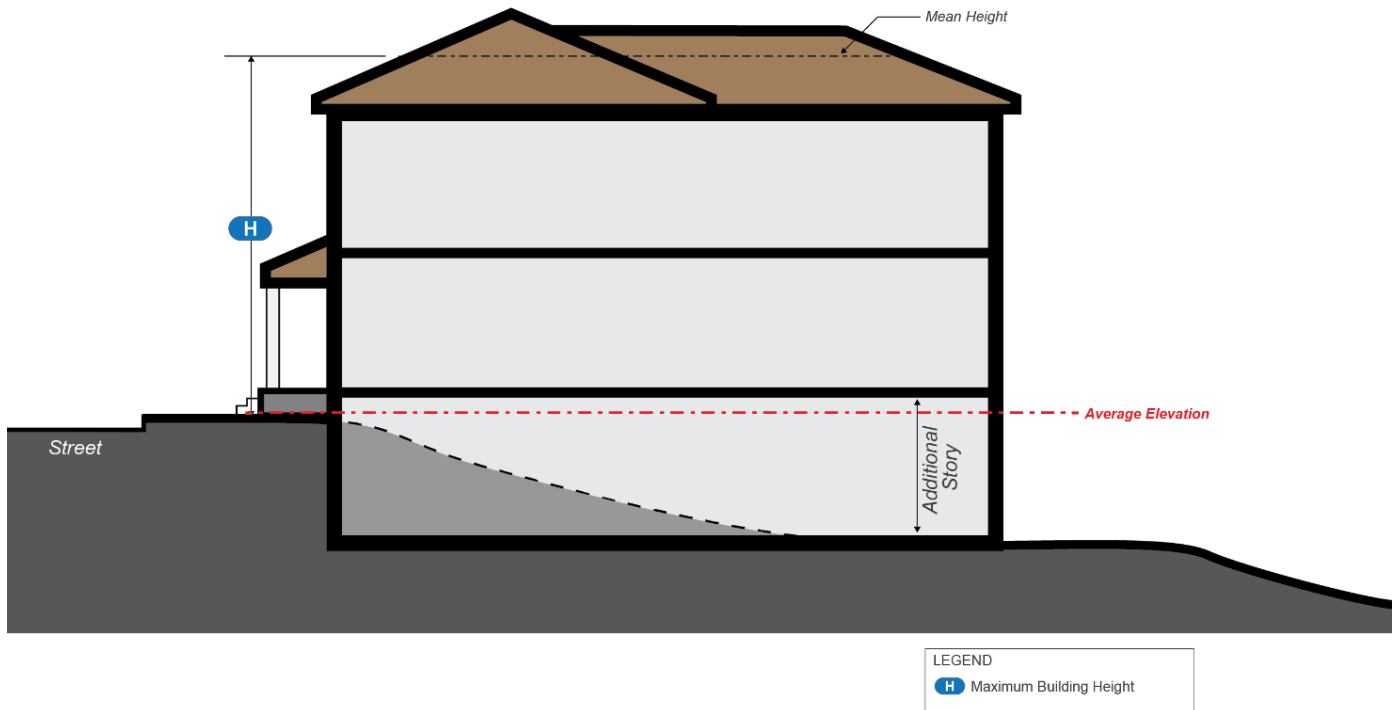 Mean Height
H
Street
Average Elevation
Additional
Story
LEGEND
H Maximum Building Height